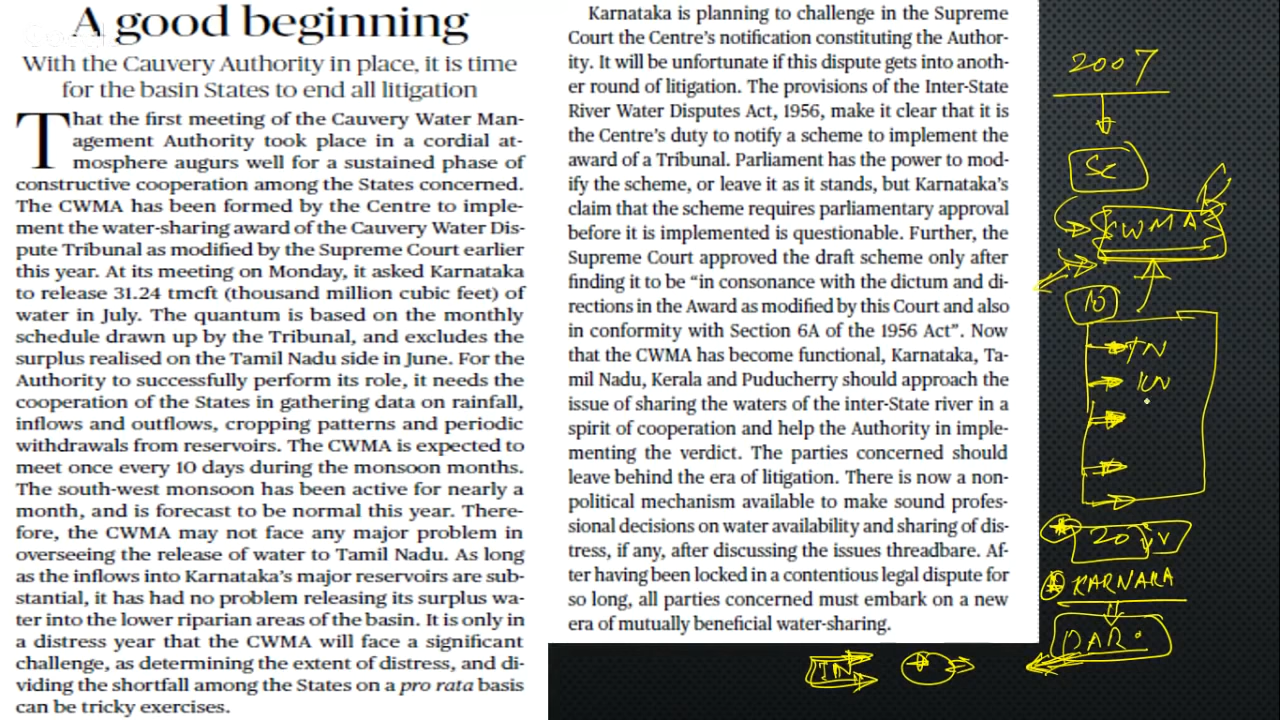 A good beginning
With the Cauvery Authority in place, it is time
for the basin States to end all litigation
That the first meeting of the Cauvery Water Man-
agement Authority took place in a cordial at-
mosphere augurs well for a sustained phase of
constructive cooperation among the States concerned.
The CWMA has been formed by the Centre to imple-
ment the water-sharing award of the Cauvery Water Dis-
pute Tribunal as modified by the Supreme Court earlier
this year. At its meeting on Monday, it asked Karnataka
to release 31.24 tmcft (thousand million cubic feet) of
water in July. The quantum is based on the monthly
schedule drawn up by the Tribunal, and excludes the
surplus realised on the Tamil Nadu side in June. For the
Authority to successfully perform its role, it needs the
cooperation of the States in gathering data on rainfall,
inflows and outflows, cropping patterns and periodic
withdrawals from reservoirs. The CWMA is expected to
meet once every 10 days during the monsoon months.
The south-west monsoon has been active for nearly a
month, and is forecast to be normal this year. There-
fore, the CWMA may not face any major problem in
overseeing the release of water to Tamil Nadu. As long
as the inflows into Karnataka's major reservoirs are sub-
stantial, it has had no problem releasing its surplus wa-
ter into the lower riparian areas of the basin. It is only in
a distress year that the CWMA will face a significant
challenge, as determining the extent of distress, and di-
viding the shortfall among the States on a pro rata basis
can be tricky exercises.
Karnataka is planning to challenge in the Supreme
Court the Centre's notification constituting the Author-
ity. It will be unfortunate if this dispute gets into anoth-
er round of litigation. The provisions of the Inter-State
River Water Disputes Act, 1956, make it clear that it is
the Centre's duty to notify a scheme to implement the
award of a Tribunal. Parliament has the power to mod-
ify the scheme, or leave it as it stands, but Karnataka's
claim that the scheme requires parliamentary approval
before it is implemented is questionable. Further, the
Supreme Court approved the draft scheme only after
finding it to be “in consonance with the dictum and di-
rections in the Award as modified by this Court and also
in conformity with Section 6A of the 1956 Act”. Now
that the CWMA has become functional, Karnataka, Ta-
mil Nadu, Kerala and Puducherry should approach the
issue of sharing the waters of the inter-State river in a
spirit of cooperation and help the Authority in imple-
menting the verdict. The parties concerned should
leave behind the era of litigation. There is now a non-
political mechanism available to make sound profes-
sional decisions on water availability and sharing of dis-
tress, if any, after discussing the issues threadbare. Af-
ter having been locked in a contentious legal dispute for
so long, all parties concerned must embark on a new
era of mutually beneficial water-sharing.
2007
SC
10
TN
KARNARA
DAR
TN